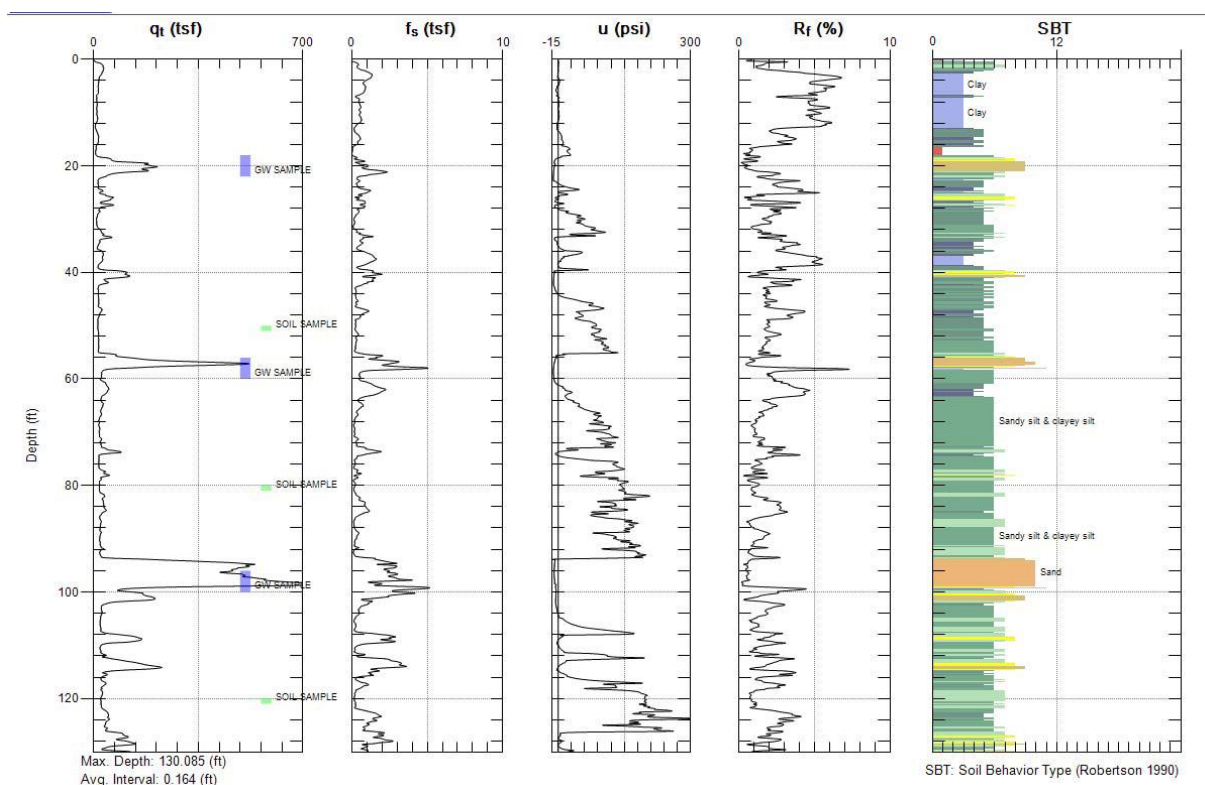 qt (tsf)
fs (tsf)
u (psi)
Rf (%)
SBT
0
700
0
10
-15
300
0
10
0
12
0
Clay
Clay
20
GW SAMPLE
40
SOIL SAMPLE
GW SAMPLE
60
Sandy silt & clayey silt
Depth (ft)
80
SOIL SAMPLE
Sandy silt & clayey silt
Sand
GW SAMPLE
100
120
SOIL SAMPLE
Max. Depth: 130.085 (ft)
Avg. Interval: 0.164 (ft)
SBT: Soil Behavior Type (Robertson 1990)